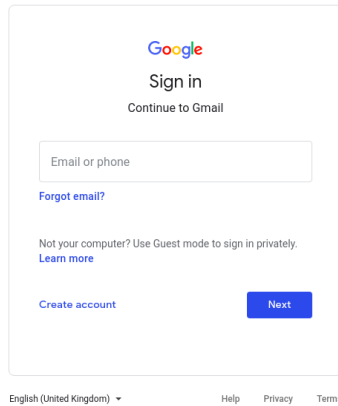 Google
Sign in
Continue to Gmail
Email or phone
Forgot email?
Not your computer? Use Guest mode to sign in privately.
Learn more
Create account
Next
English (United Kingdom)
Help
Privacy
Term